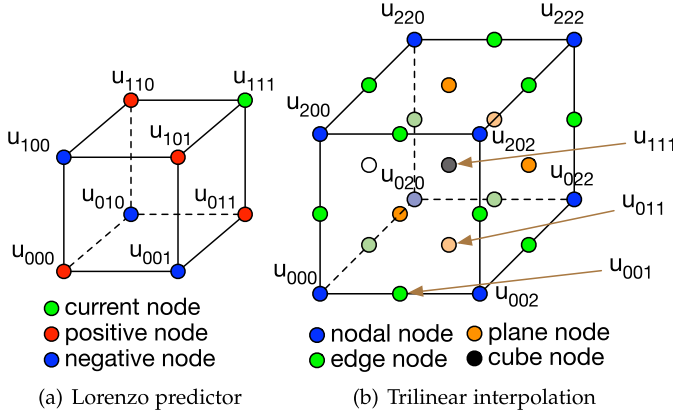 u₁₁₀
u₁₁₁
u₁₀₀
u₁₀₁
u₀₁₀
u₀₁₁
u₀₀₀
u₀₀₁
current node
positive node
negative node
(a) Lorenzo predictor
u₂₂₀
u₂₂₂
u₂₀₀
u₂₀₂
u₁₁₁
u₀₂₀
u₀₂₂
u₀₁₁
u₀₀₀
u₀₀₁
u₀₀₂
nodal node
plane node
edge node
cube node
(b) Trilinear interpolation